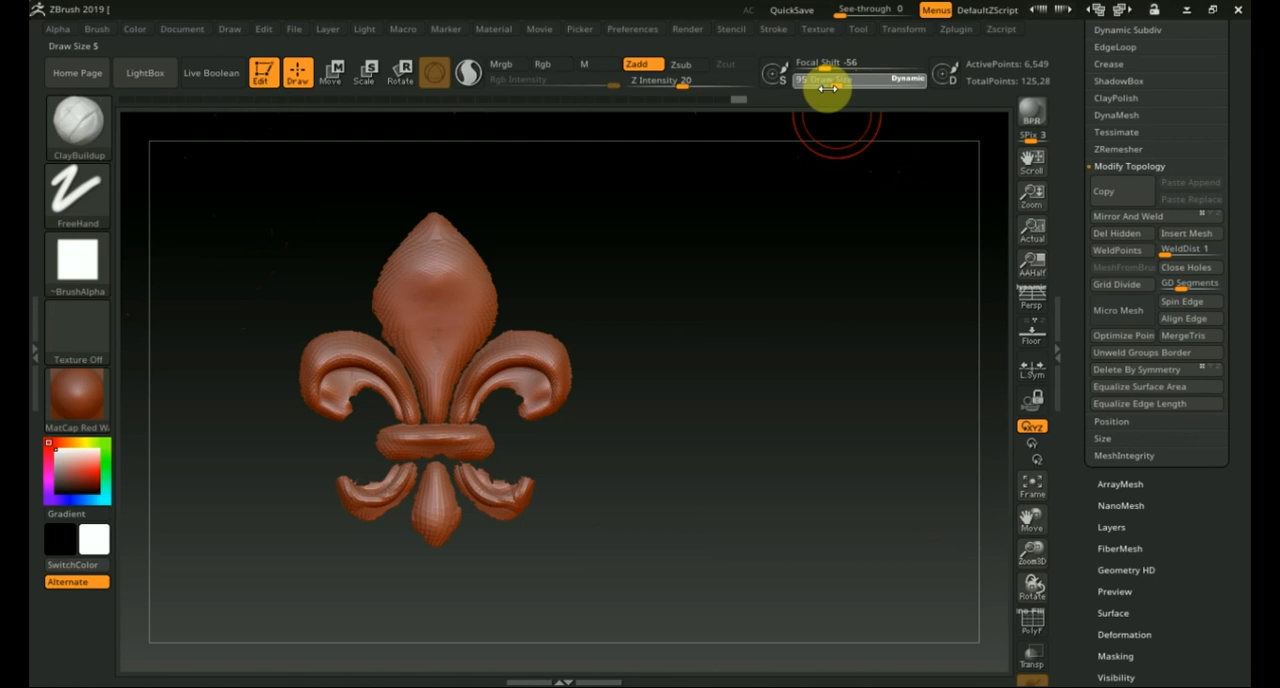 ZBrush 2019 [
AC QuickSave See-through 0 Menus DefaultZScript
Alpha Brush Color Document Draw Edit File Layer Light Macro Marker Material Movie Picker Preferences Render Stencil Stroke Texture Tool Transform Zplugin Zscript
Draw Size S
Home Page LightBox Live Boolean Edit Draw Move Scale Rotate
Mrgb Rgb M Zadd Zsub Zcut
Rgb Intensity Z Intensity 20
S Focal Shift -56
95 Draw Size Dynamic D
ActivePoints: 6,549
TotalPoints: 125,28
ClayBuildup
FreeHand
~BrushAlpha
Texture Off
MatCap Red Wa
Gradient
SwitchColor
Alternate
BPR
SPix 3
Scroll
Zoom
Actual
AAHalf
Persp
Floor
L.Sym
XYZ
Frame
Move
Zoom3D
Rotate
PolyF
Transp
Dynamic Subdiv
EdgeLoop
Crease
ShadowBox
ClayPolish
DynaMesh
Tessimate
ZRemesher
Modify Topology
Copy Paste Append
Paste Replace
Mirror And Weld
Del Hidden Insert Mesh
WeldPoints WeldDist 1
MeshFromBru Close Holes
Grid Divide GD Segments
Micro Mesh Spin Edge
Align Edge
Optimize Poin MergeTris
Unweld Groups Border
Delete By Symmetry
Equalize Surface Area
Equalize Edge Length
Position
Size
MeshIntegrity
ArrayMesh
NanoMesh
Layers
FiberMesh
Geometry HD
Preview
Surface
Deformation
Masking
Visibility